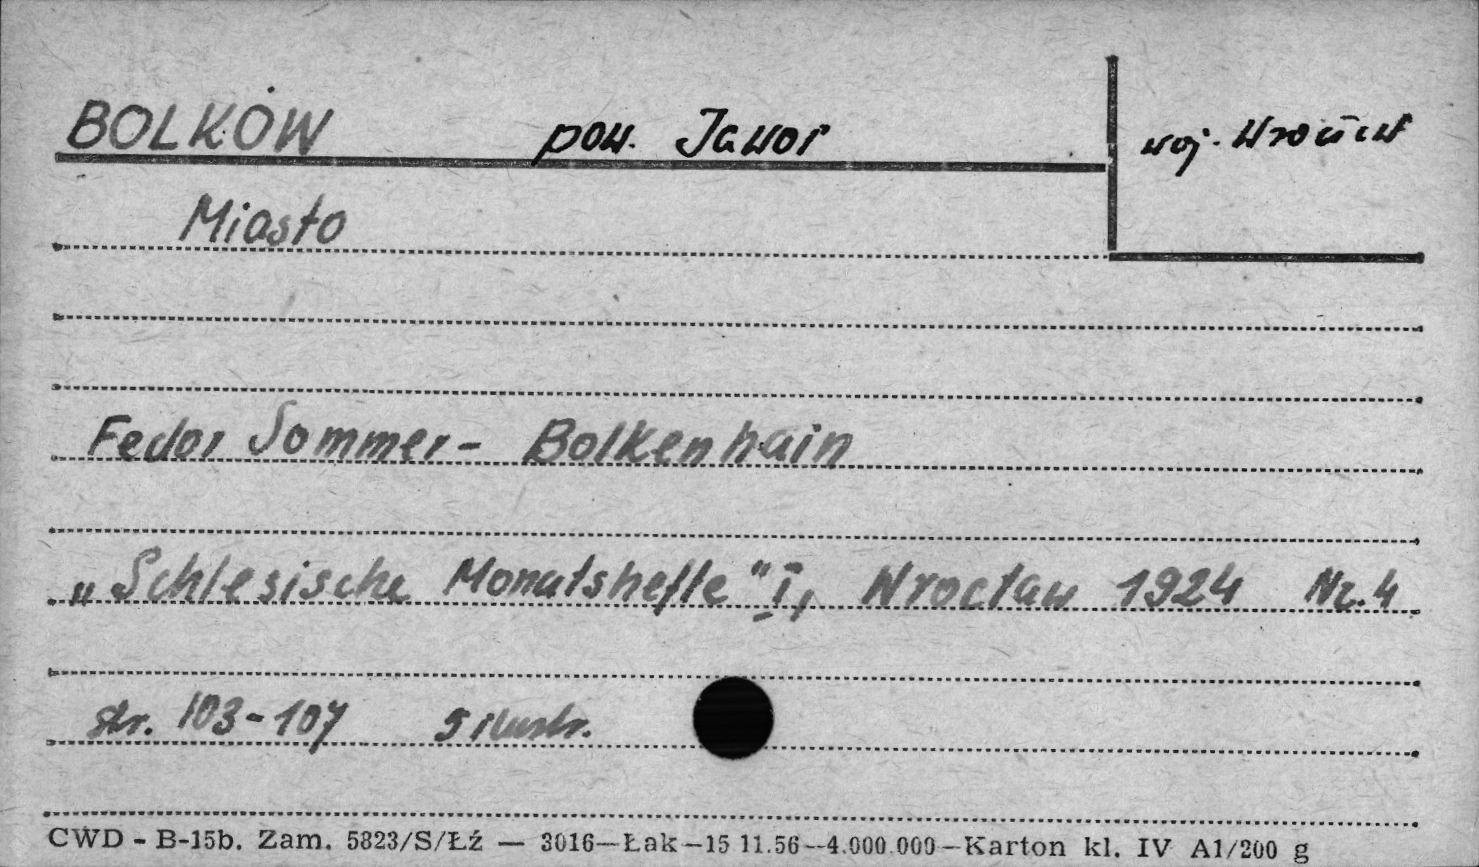 BOLKÓW pow. Jawor woj. Wrocław
Miasto
Fedor Sommer - Bolkenhain
„Schlesische Monatshefte" I, Wrocław 1924 Nr. 4
str. 103-107 5 ilustr.
CWD - B-15b. Zam. 5823/S/Łź — 3016—Łak—15 11.56—4.000.000—Karton kl. IV A1/200 g